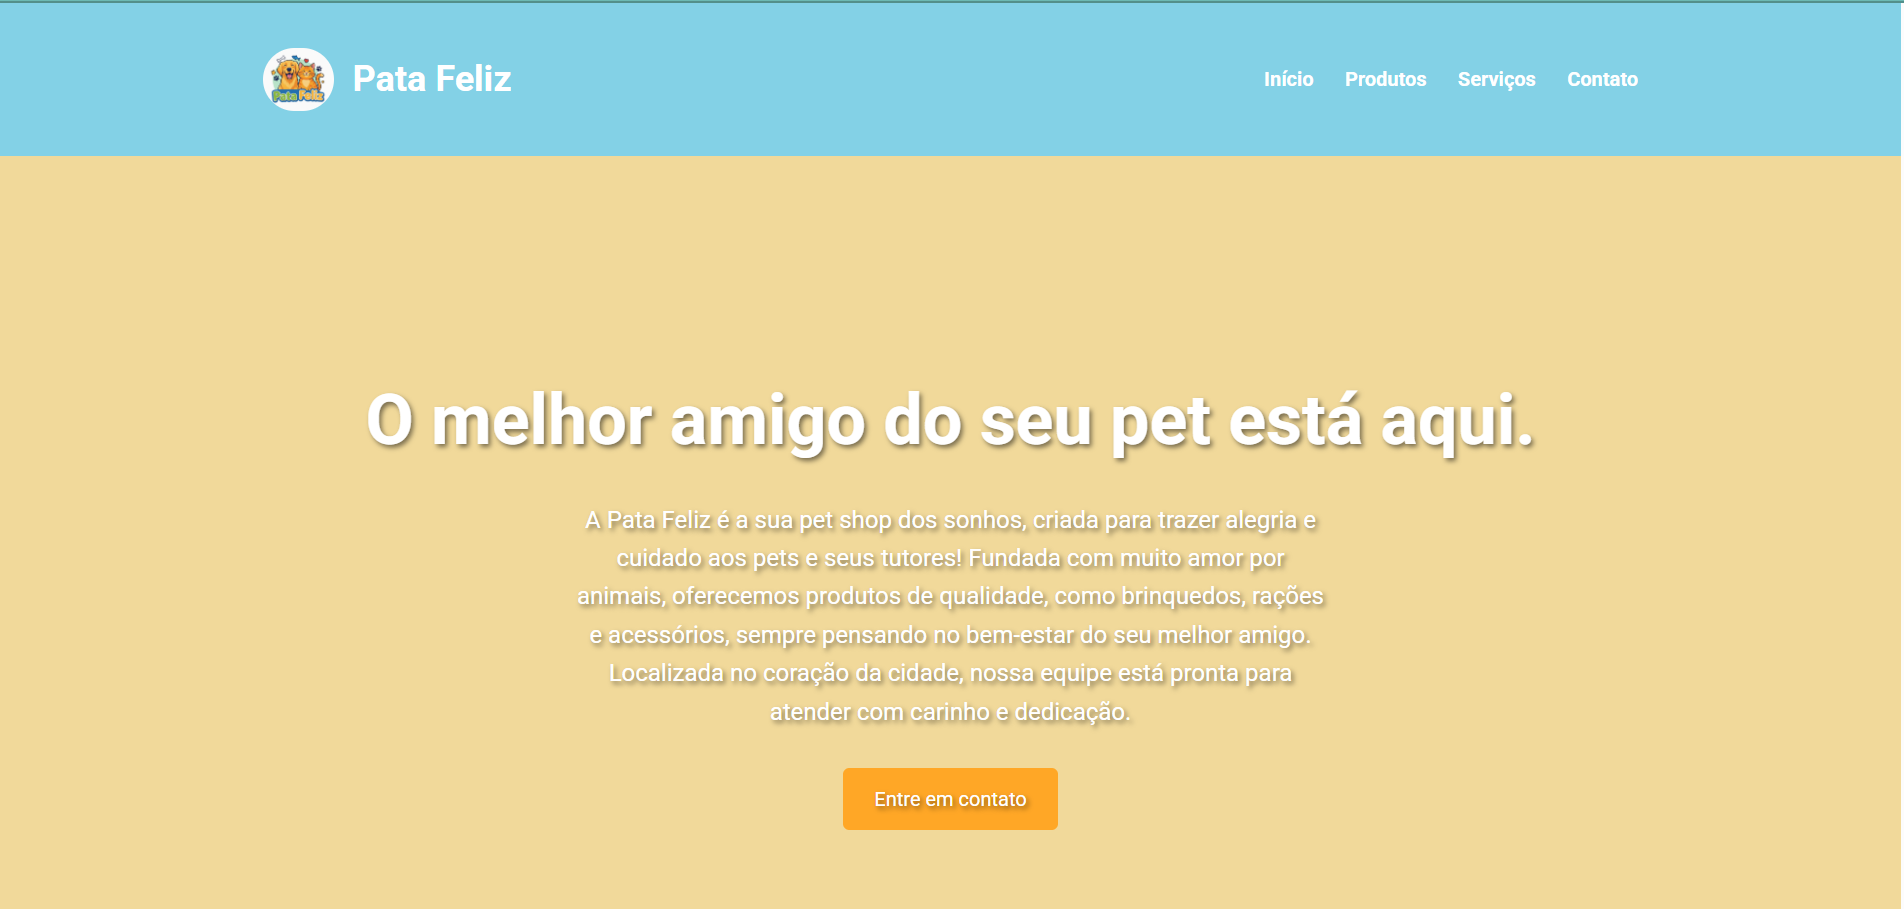 Pata Feliz
Pata Feliz
Início
Produtos
Serviços
Contato
O melhor amigo do seu pet está aqui.
A Pata Feliz é a sua pet shop dos sonhos, criada para trazer alegria e
cuidado aos pets e seus tutores! Fundada com muito amor por
animais, oferecemos produtos de qualidade, como brinquedos, rações
e acessórios, sempre pensando no bem-estar do seu melhor amigo.
Localizada no coração da cidade, nossa equipe está pronta para
atender com carinho e dedicação.
Entre em contato